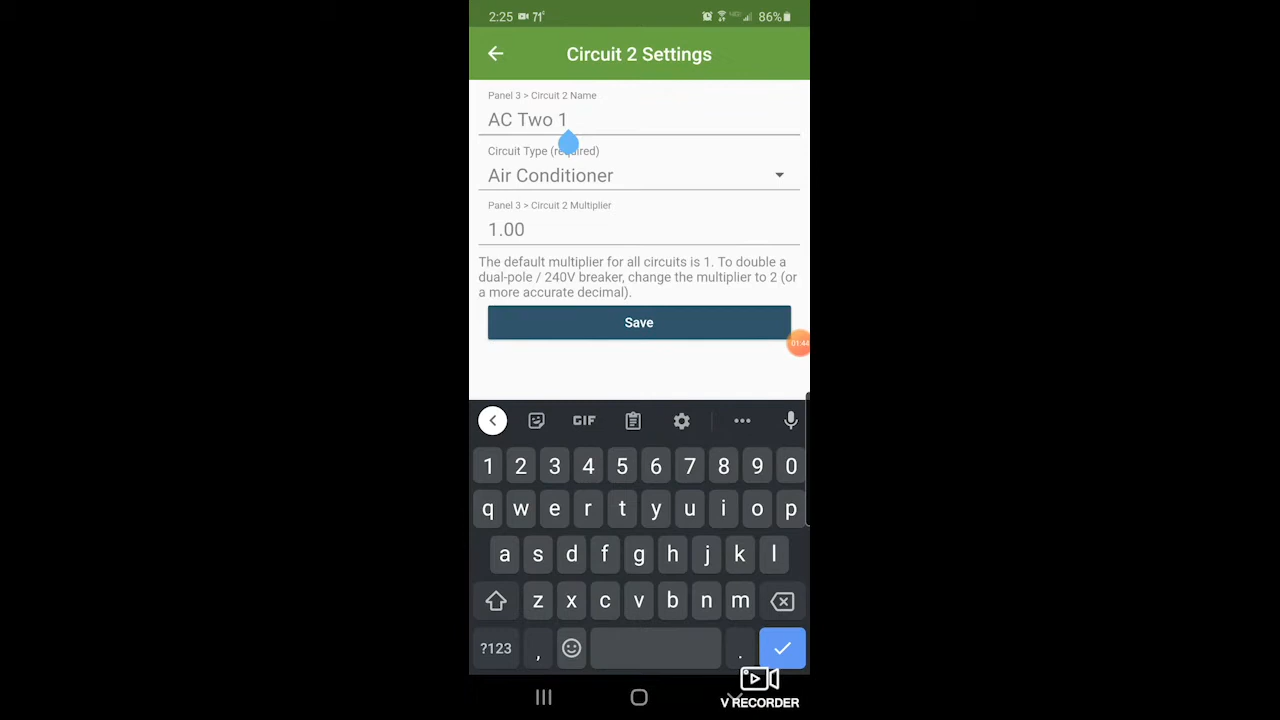 2:25 71° 86%
Circuit 2 Settings
Panel 3 > Circuit 2 Name
AC Two 1
Circuit Type (required)
Air Conditioner
Panel 3 > Circuit 2 Multiplier
1.00
The default multiplier for all circuits is 1. To double a
dual-pole / 240V breaker, change the multiplier to 2 (or
a more accurate decimal).
Save
01:44
GIF
1 2 3 4 5 6 7 8 9 0
q w e r t y u i o p
a s d f g h j k l
z x c v b n m
?123 , .
V RECORDER